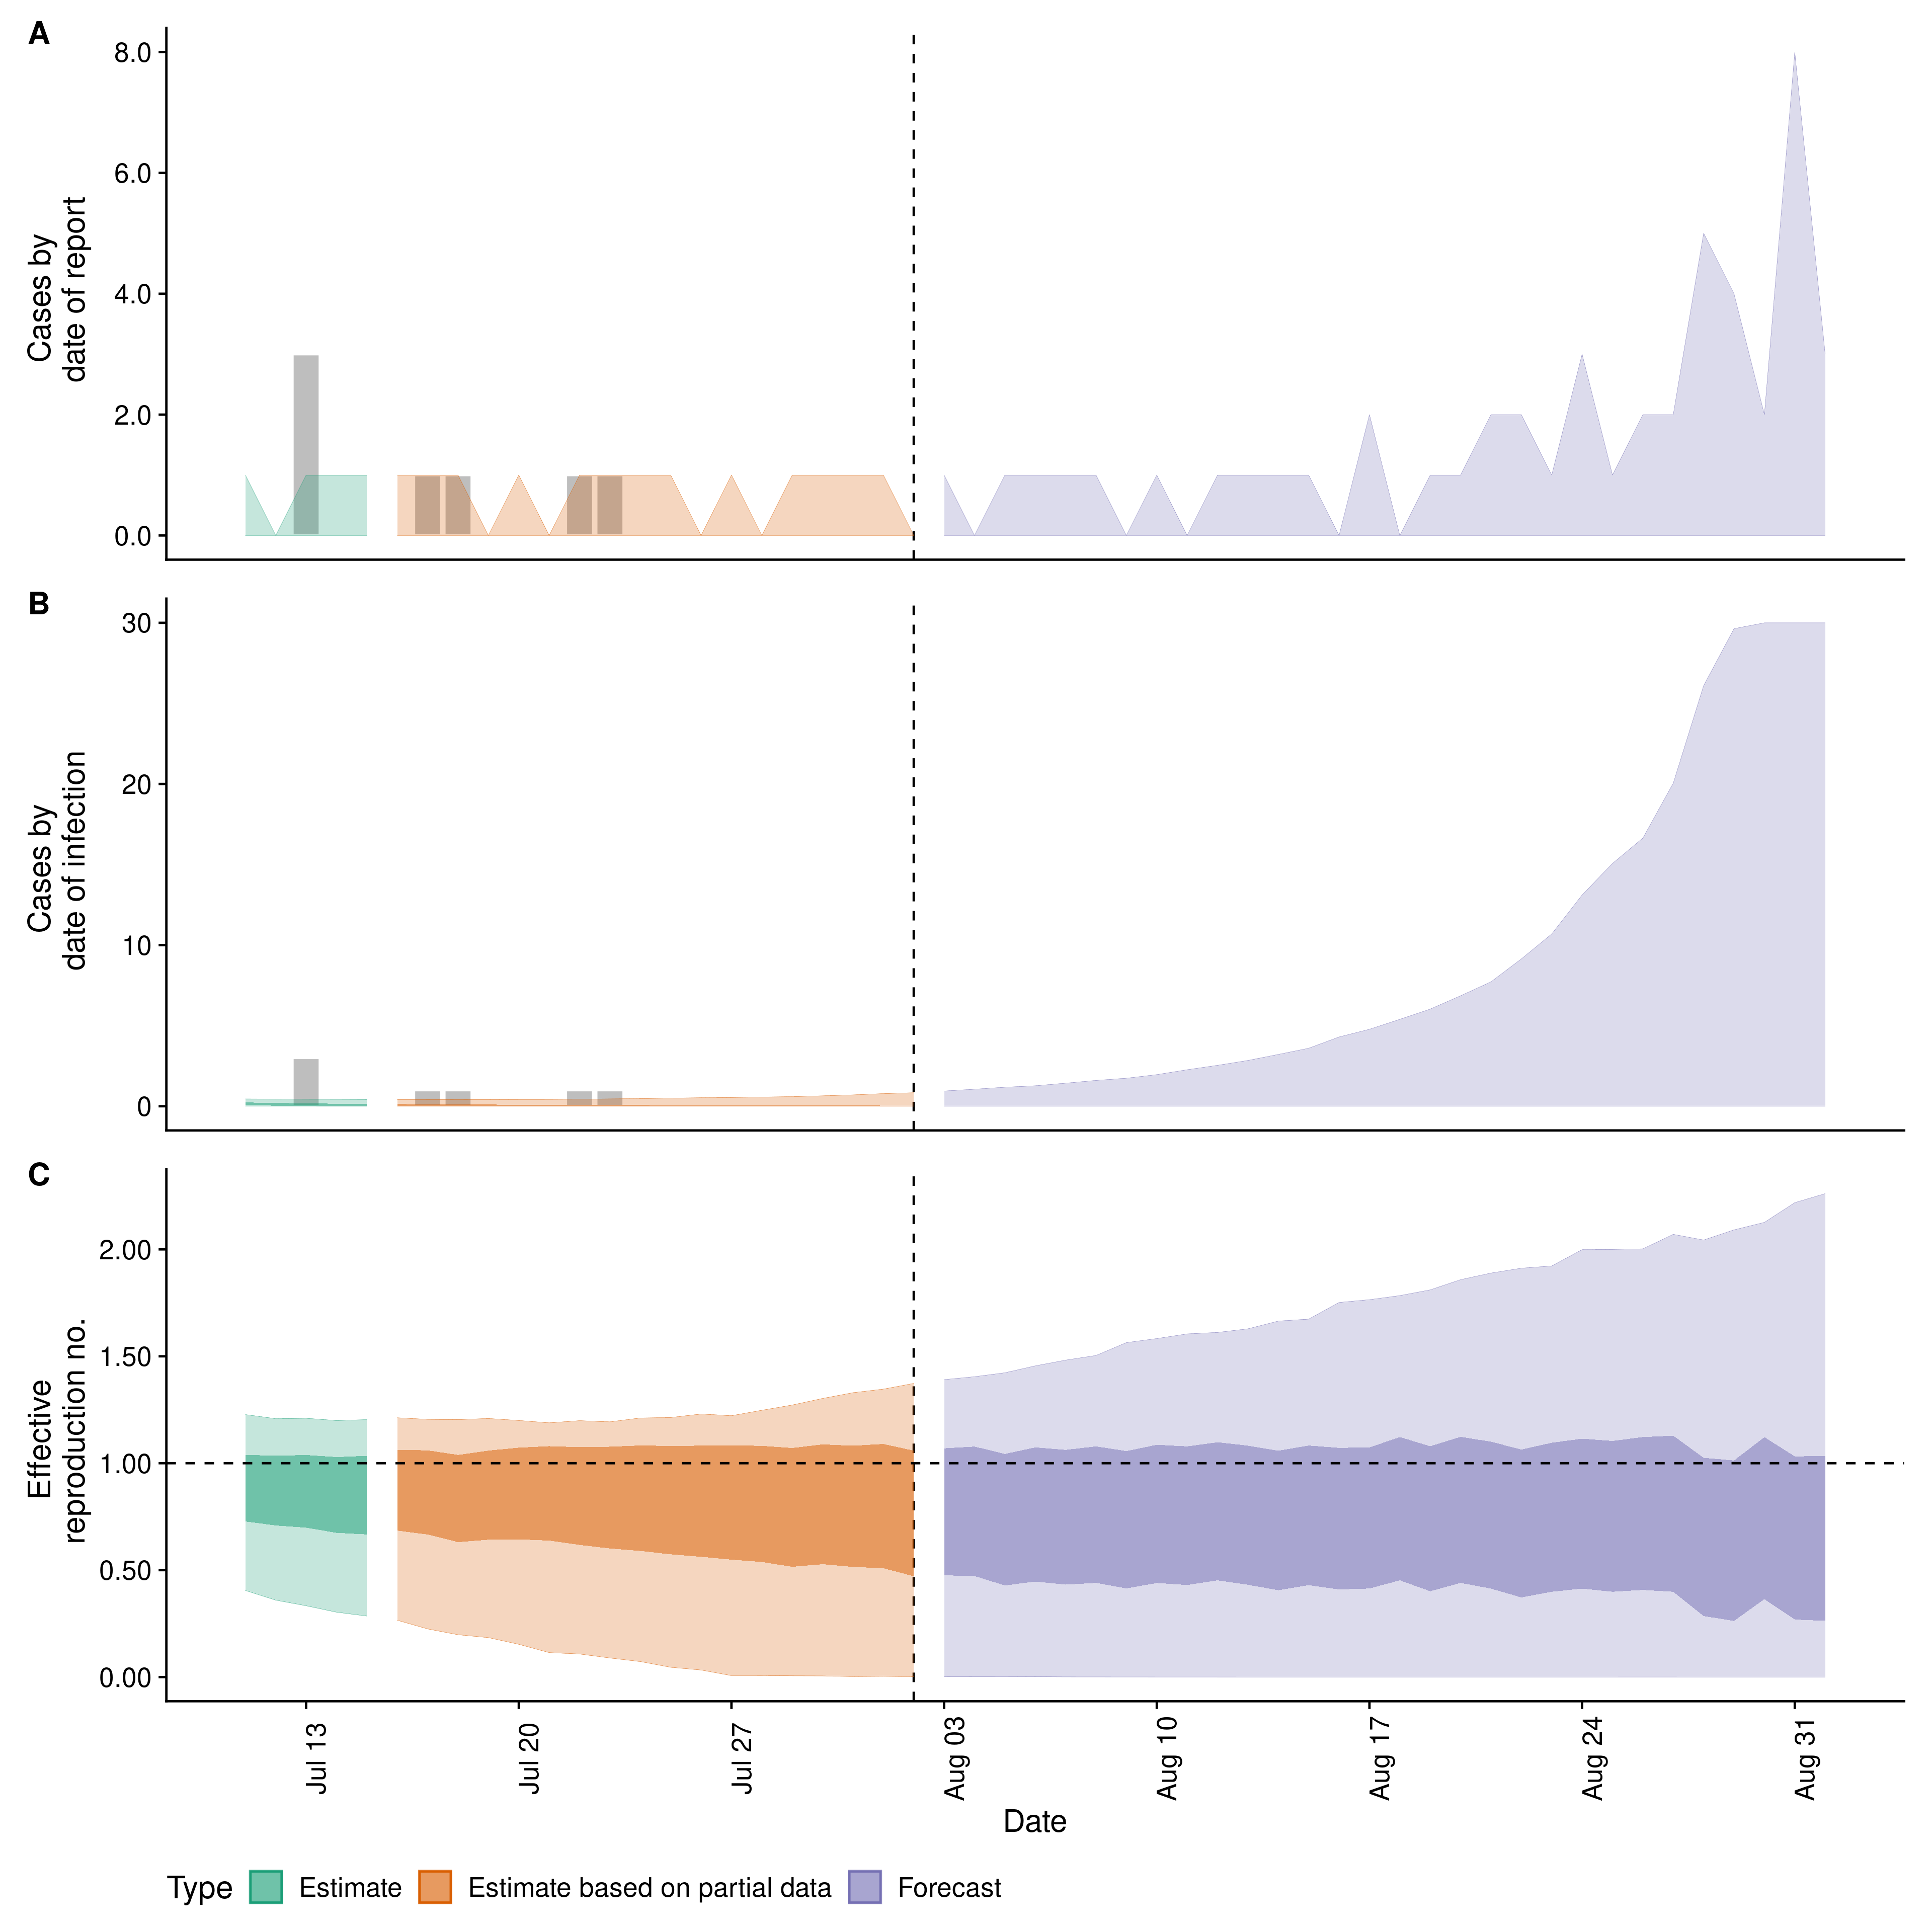 A
8.0
6.0
4.0
2.0
0.0
Cases by
date of report
B
30
20
10
0
Cases by
date of infection
C
2.00
1.50
1.00
0.50
0.00
Effective
reproduction no.
Jul 13
Jul 20
Jul 27
Aug 03
Aug 10
Aug 17
Aug 24
Aug 31
Date
Type Estimate Estimate based on partial data Forecast